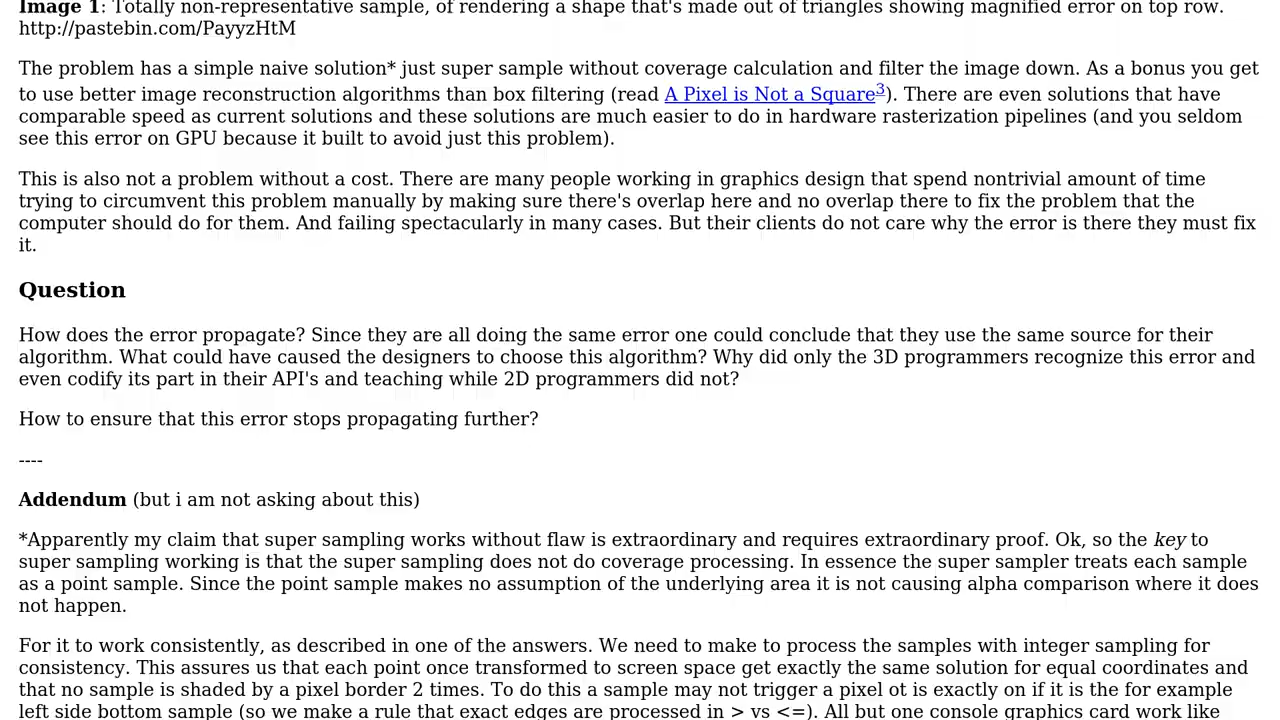 Image 1: Totally non-representative sample, of rendering a shape that's made out of triangles showing magnified error on top row.
http://pastebin.com/PayyzHtM
The problem has a simple naive solution* just super sample without coverage calculation and filter the image down. As a bonus you get
to use better image reconstruction algorithms than box filtering (read A Pixel is Not a Square3). There are even solutions that have
comparable speed as current solutions and these solutions are much easier to do in hardware rasterization pipelines (and you seldom
see this error on GPU because it built to avoid just this problem).
This is also not a problem without a cost. There are many people working in graphics design that spend nontrivial amount of time
trying to circumvent this problem manually by making sure there's overlap here and no overlap there to fix the problem that the
computer should do for them. And failing spectacularly in many cases. But their clients do not care why the error is there they must fix
it.
Question
How does the error propagate? Since they are all doing the same error one could conclude that they use the same source for their
algorithm. What could have caused the designers to choose this algorithm? Why did only the 3D programmers recognize this error and
even codify its part in their API's and teaching while 2D programmers did not?
How to ensure that this error stops propagating further?
----
Addendum (but i am not asking about this)
*Apparently my claim that super sampling works without flaw is extraordinary and requires extraordinary proof. Ok, so the key to
super sampling working is that the super sampling does not do coverage processing. In essence the super sampler treats each sample
as a point sample. Since the point sample makes no assumption of the underlying area it is not causing alpha comparison where it does
not happen.
For it to work consistently, as described in one of the answers. We need to make to process the samples with integer sampling for
consistency. This assures us that each point once transformed to screen space get exactly the same solution for equal coordinates and
that no sample is shaded by a pixel border 2 times. To do this a sample may not trigger a pixel ot is exactly on if it is the for example
left side bottom sample (so we make a rule that exact edges are processed in > vs <=). All but one console graphics card work like